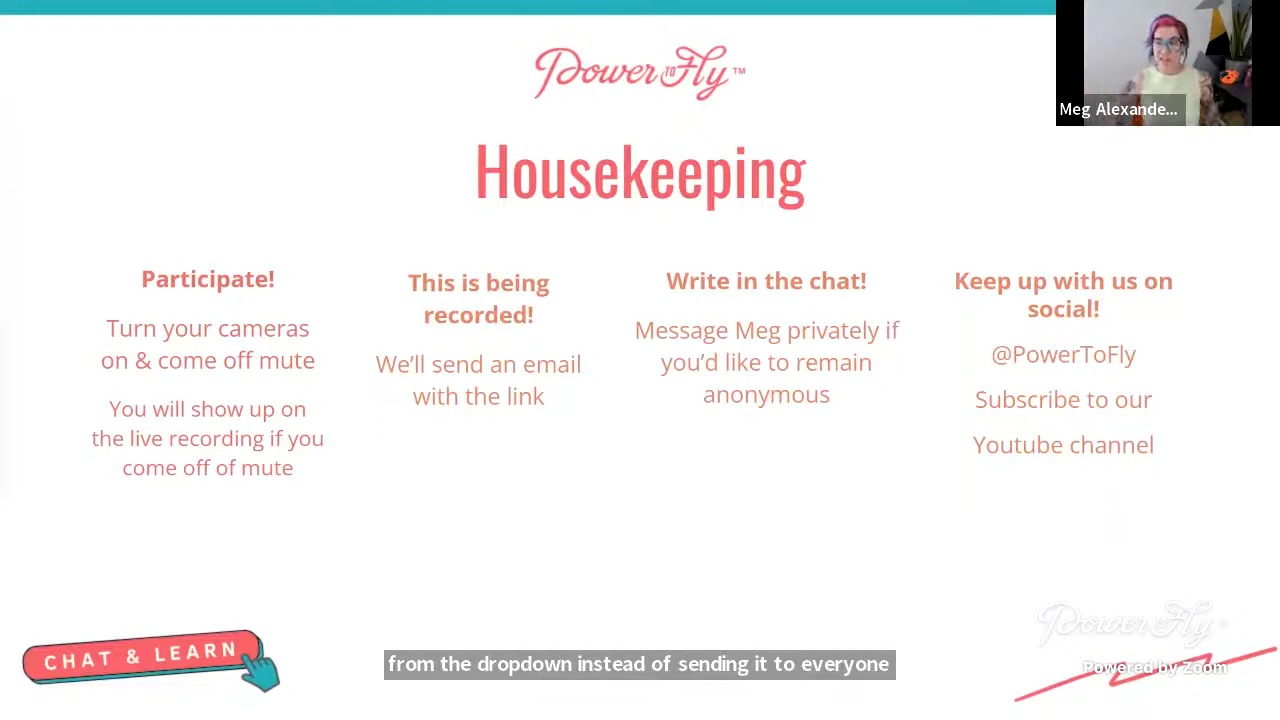 Power to Fly™
Meg Alexande...
Housekeeping
Participate!
Turn your cameras
on & come off mute
You will show up on
the live recording if you
come off of mute
This is being
recorded!
We’ll send an email
with the link
Write in the chat!
Message Meg privately if
you’d like to remain
anonymous
Keep up with us on
social!
@PowerToFly
Subscribe to our
Youtube channel
CHAT & LEARN
from the dropdown instead of sending it to everyone
Power to Fly
Powered by Zoom